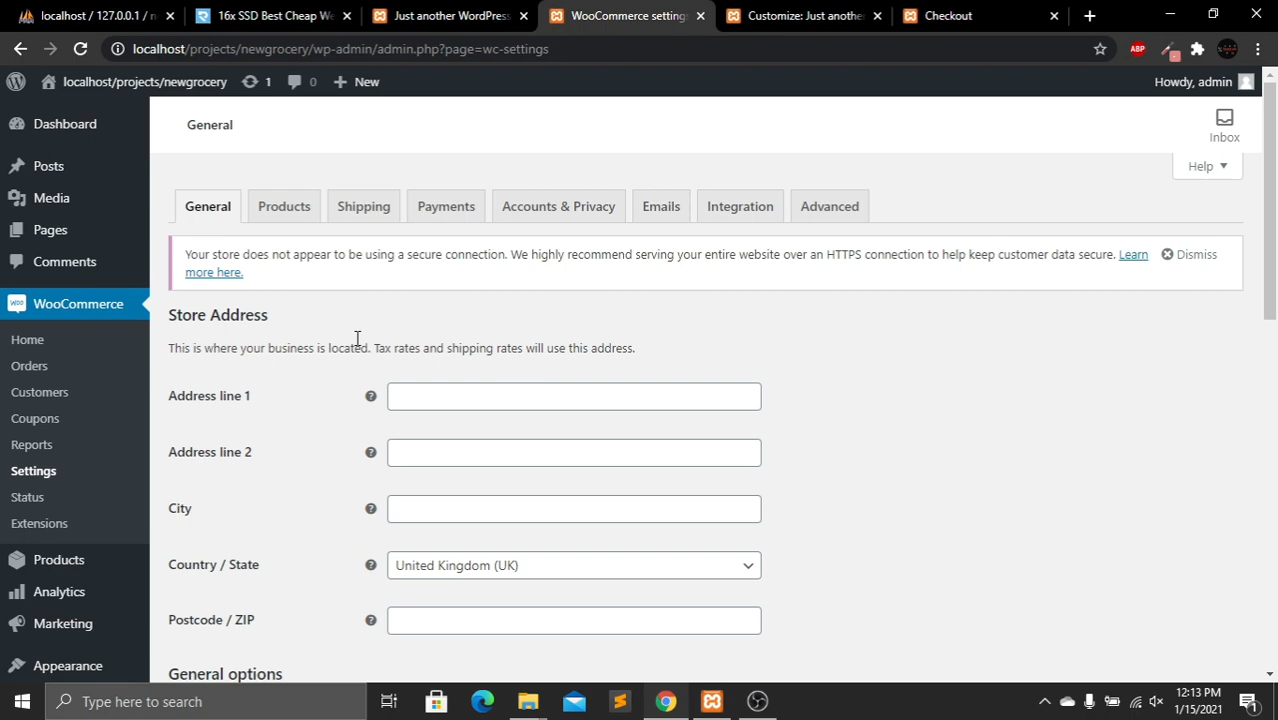 localhost / 127.0.0.1 / n
16x SSD Best Cheap We
Just another WordPress
WooCommerce settings
Customize: Just another
Checkout
localhost/projects/newgrocery/wp-admin/admin.php?page=wc-settings
ABP
localhost/projects/newgrocery
1
0
New
Howdy, admin
Dashboard
Posts
Media
Pages
Comments
WooCommerce
Home
Orders
Customers
Coupons
Reports
Settings
Status
Extensions
Products
Analytics
Marketing
Appearance
General
Inbox
Help
General
Products
Shipping
Payments
Accounts & Privacy
Emails
Integration
Advanced
Your store does not appear to be using a secure connection. We highly recommend serving your entire website over an HTTPS connection to help keep customer data secure. Learn
more here.
Dismiss
Store Address
This is where your business is located. Tax rates and shipping rates will use this address.
Address line 1
Address line 2
City
Country / State
United Kingdom (UK)
Postcode / ZIP
General options
Type here to search
12:13 PM
1/15/2021
1